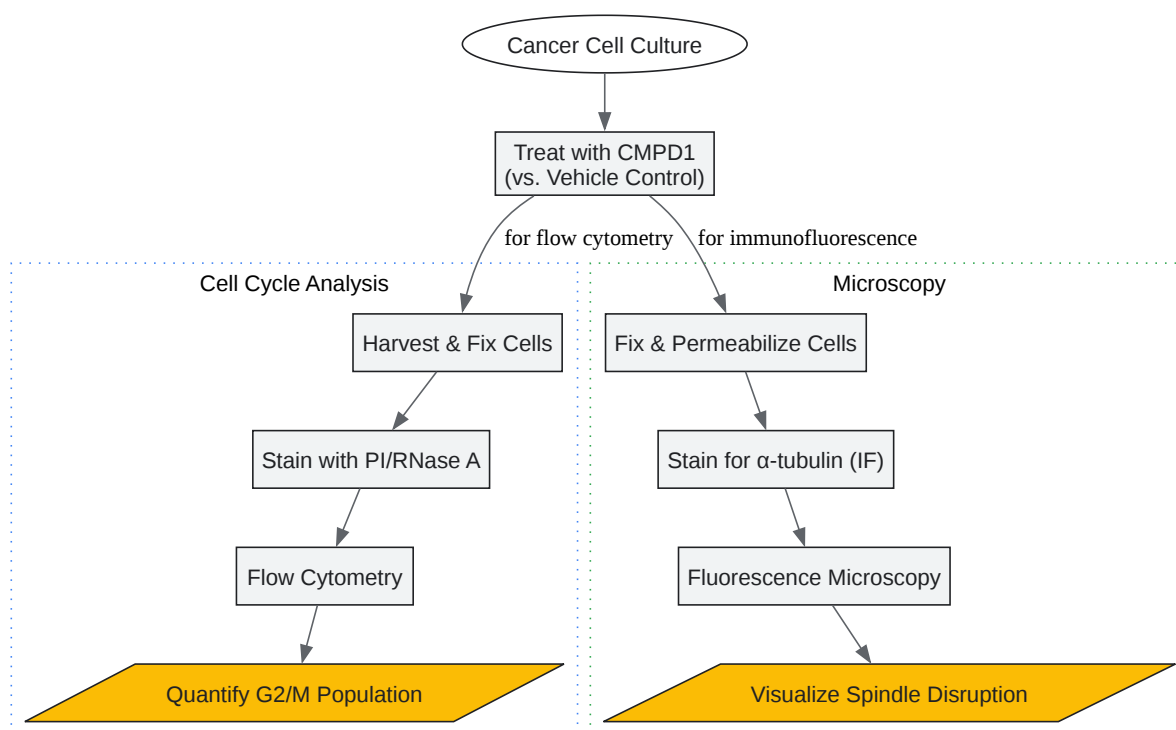 Cancer Cell Culture
Treat with CMPD1
(vs. Vehicle Control)
for flow cytometry
for immunofluorescence
Cell Cycle Analysis
Harvest & Fix Cells
Stain with PI/RNase A
Flow Cytometry
Quantify G2/M Population
Microscopy
Fix & Permeabilize Cells
Stain for α-tubulin (IF)
Fluorescence Microscopy
Visualize Spindle Disruption